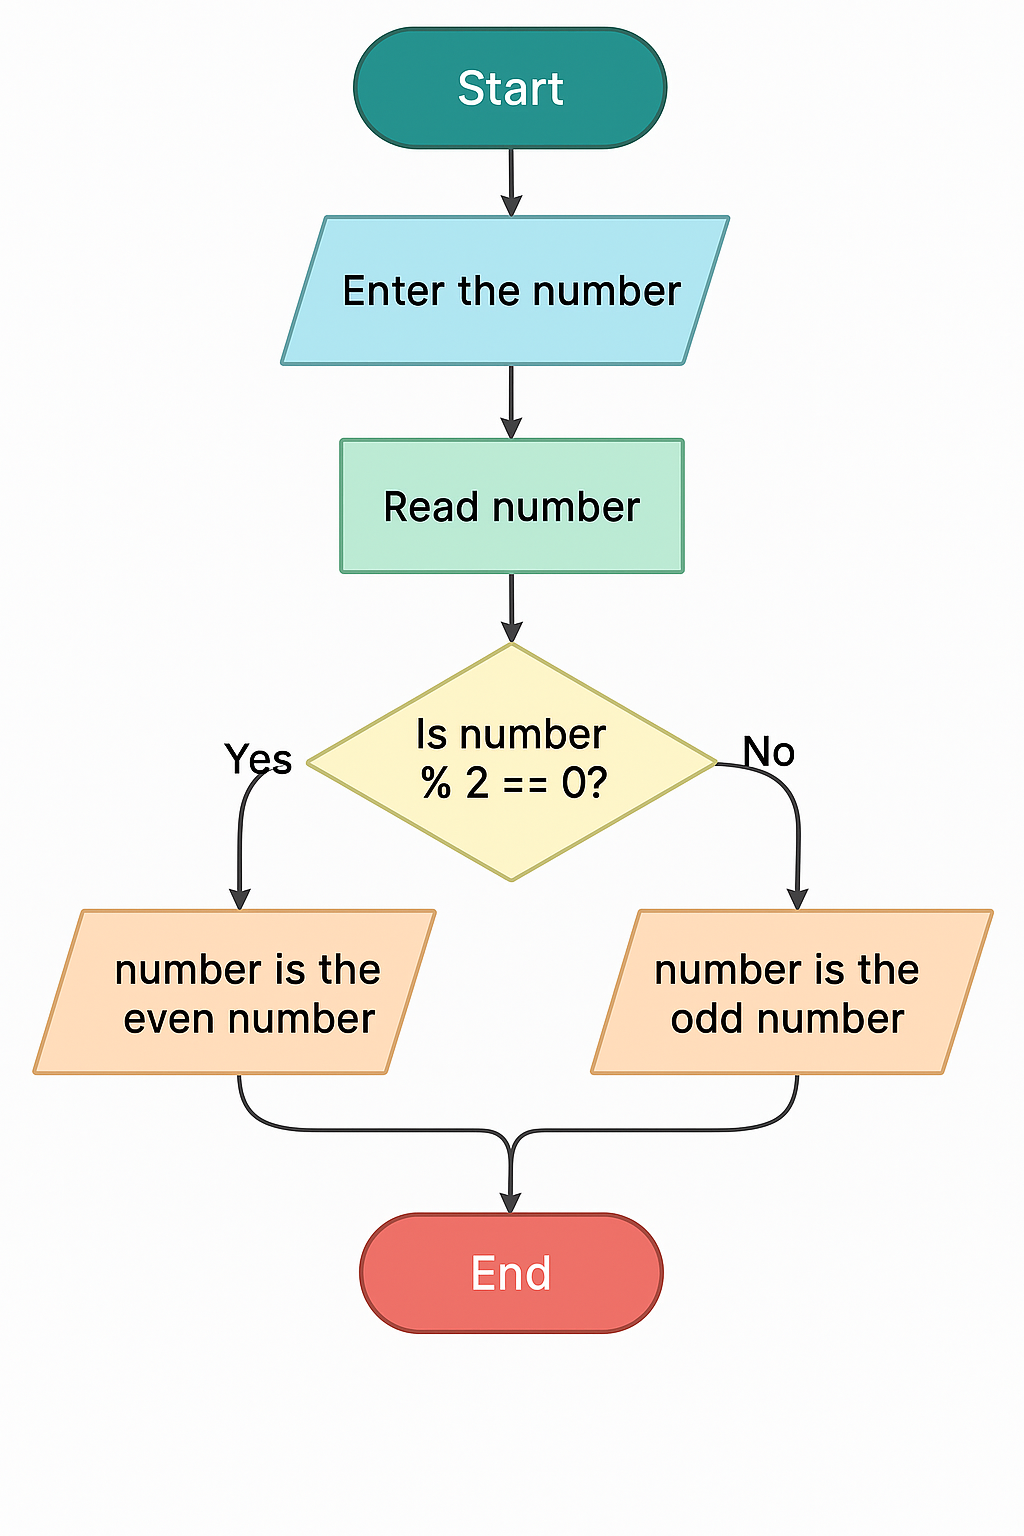 Start
Enter the number
Read number
Is number
% 2 == 0?
Yes
No
number is the
even number
number is the
odd number
End